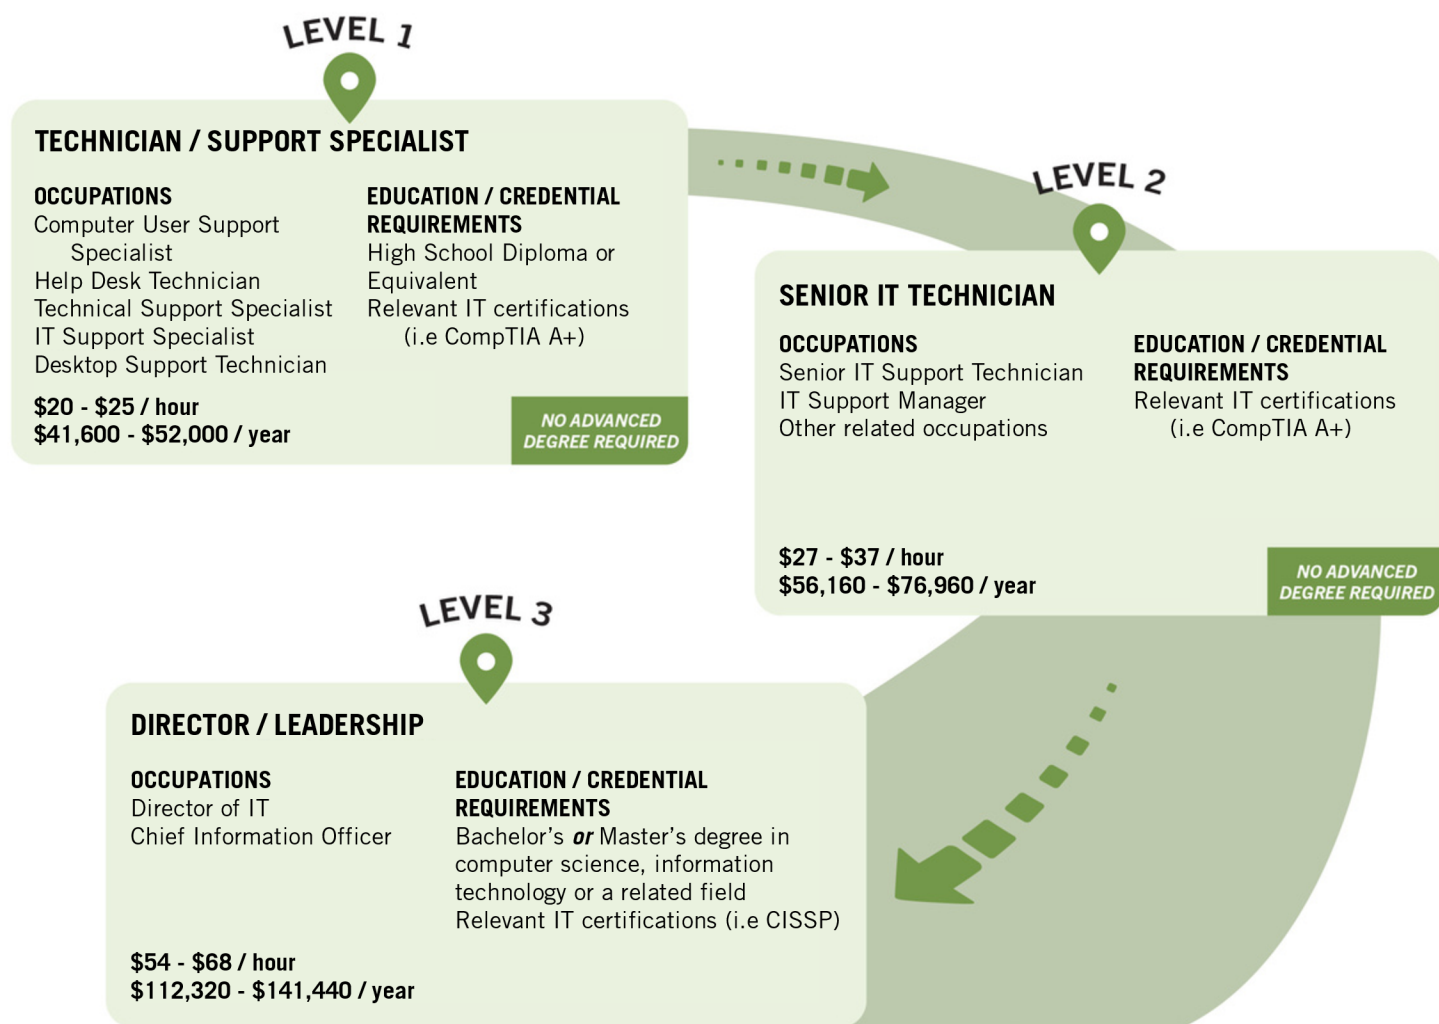 LEVEL 1
TECHNICIAN / SUPPORT SPECIALIST
OCCUPATIONS
Computer User Support
Specialist
Help Desk Technician
Technical Support Specialist
IT Support Specialist
Desktop Support Technician
$20 - $25 / hour
$41,600 - $52,000 / year
EDUCATION / CREDENTIAL
REQUIREMENTS
High School Diploma or
Equivalent
Relevant IT certifications
(i.e CompTIA A+)
NO ADVANCED
DEGREE REQUIRED
LEVEL 2
SENIOR IT TECHNICIAN
OCCUPATIONS
Senior IT Support Technician
IT Support Manager
Other related occupations
$27 - $37 / hour
$56,160 - $76,960 / year
EDUCATION / CREDENTIAL
REQUIREMENTS
Relevant IT certifications
(i.e CompTIA A+)
NO ADVANCED
DEGREE REQUIRED
LEVEL 3
DIRECTOR / LEADERSHIP
OCCUPATIONS
Director of IT
Chief Information Officer
$54 - $68 / hour
$112,320 - $141,440 / year
EDUCATION / CREDENTIAL
REQUIREMENTS
Bachelor's or Master's degree in
computer science, information
technology or a related field
Relevant IT certifications (i.e CISSP)